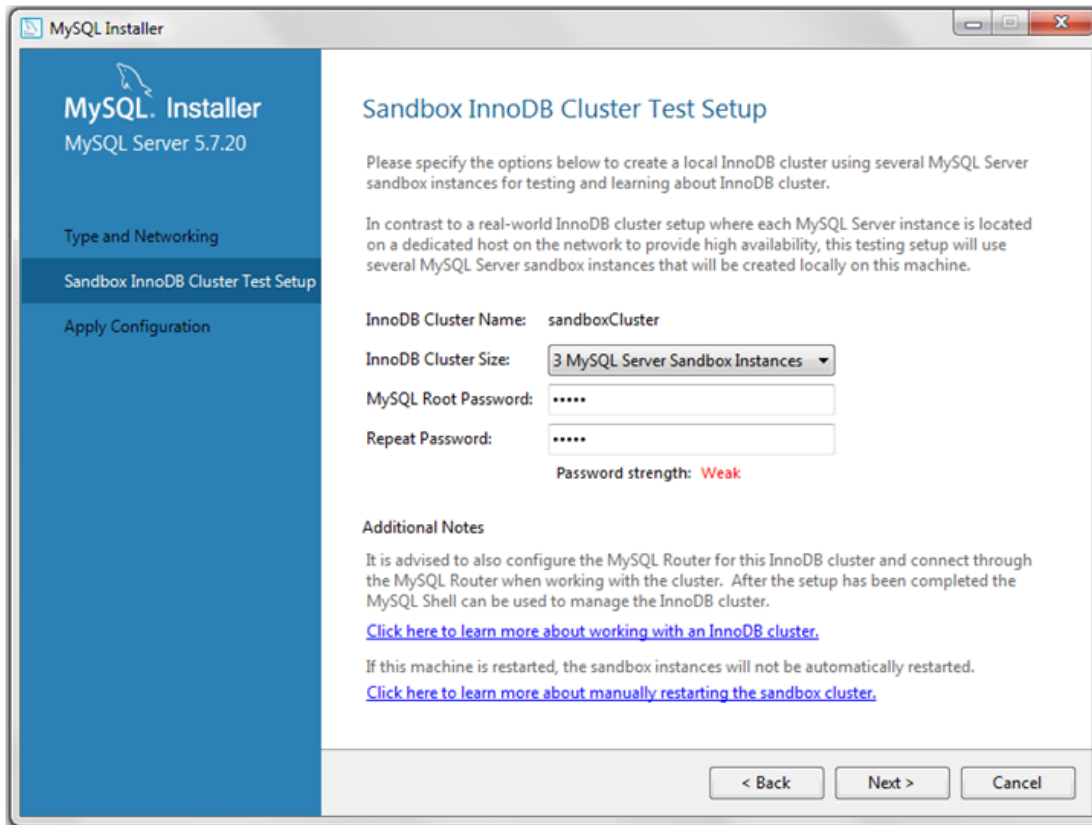 MySQL Installer
MySQL. Installer
MySQL Server 5.7.20
Type and Networking
Sandbox InnoDB Cluster Test Setup
Apply Configuration
Sandbox InnoDB Cluster Test Setup
Please specify the options below to create a local InnoDB cluster using several MySQL Server
sandbox instances for testing and learning about InnoDB cluster.
In contrast to a real-world InnoDB cluster setup where each MySQL Server instance is located
on a dedicated host on the network to provide high availability, this testing setup will use
several MySQL Server sandbox instances that will be created locally on this machine.
InnoDB Cluster Name: sandboxCluster
InnoDB Cluster Size: 3 MySQL Server Sandbox Instances
MySQL Root Password: •••••
Repeat Password: •••••
Password strength: Weak
Additional Notes
It is advised to also configure the MySQL Router for this InnoDB cluster and connect through
the MySQL Router when working with the cluster. After the setup has been completed the
MySQL Shell can be used to manage the InnoDB cluster.
Click here to learn more about working with an InnoDB cluster.
If this machine is restarted, the sandbox instances will not be automatically restarted.
Click here to learn more about manually restarting the sandbox cluster.
< Back Next > Cancel